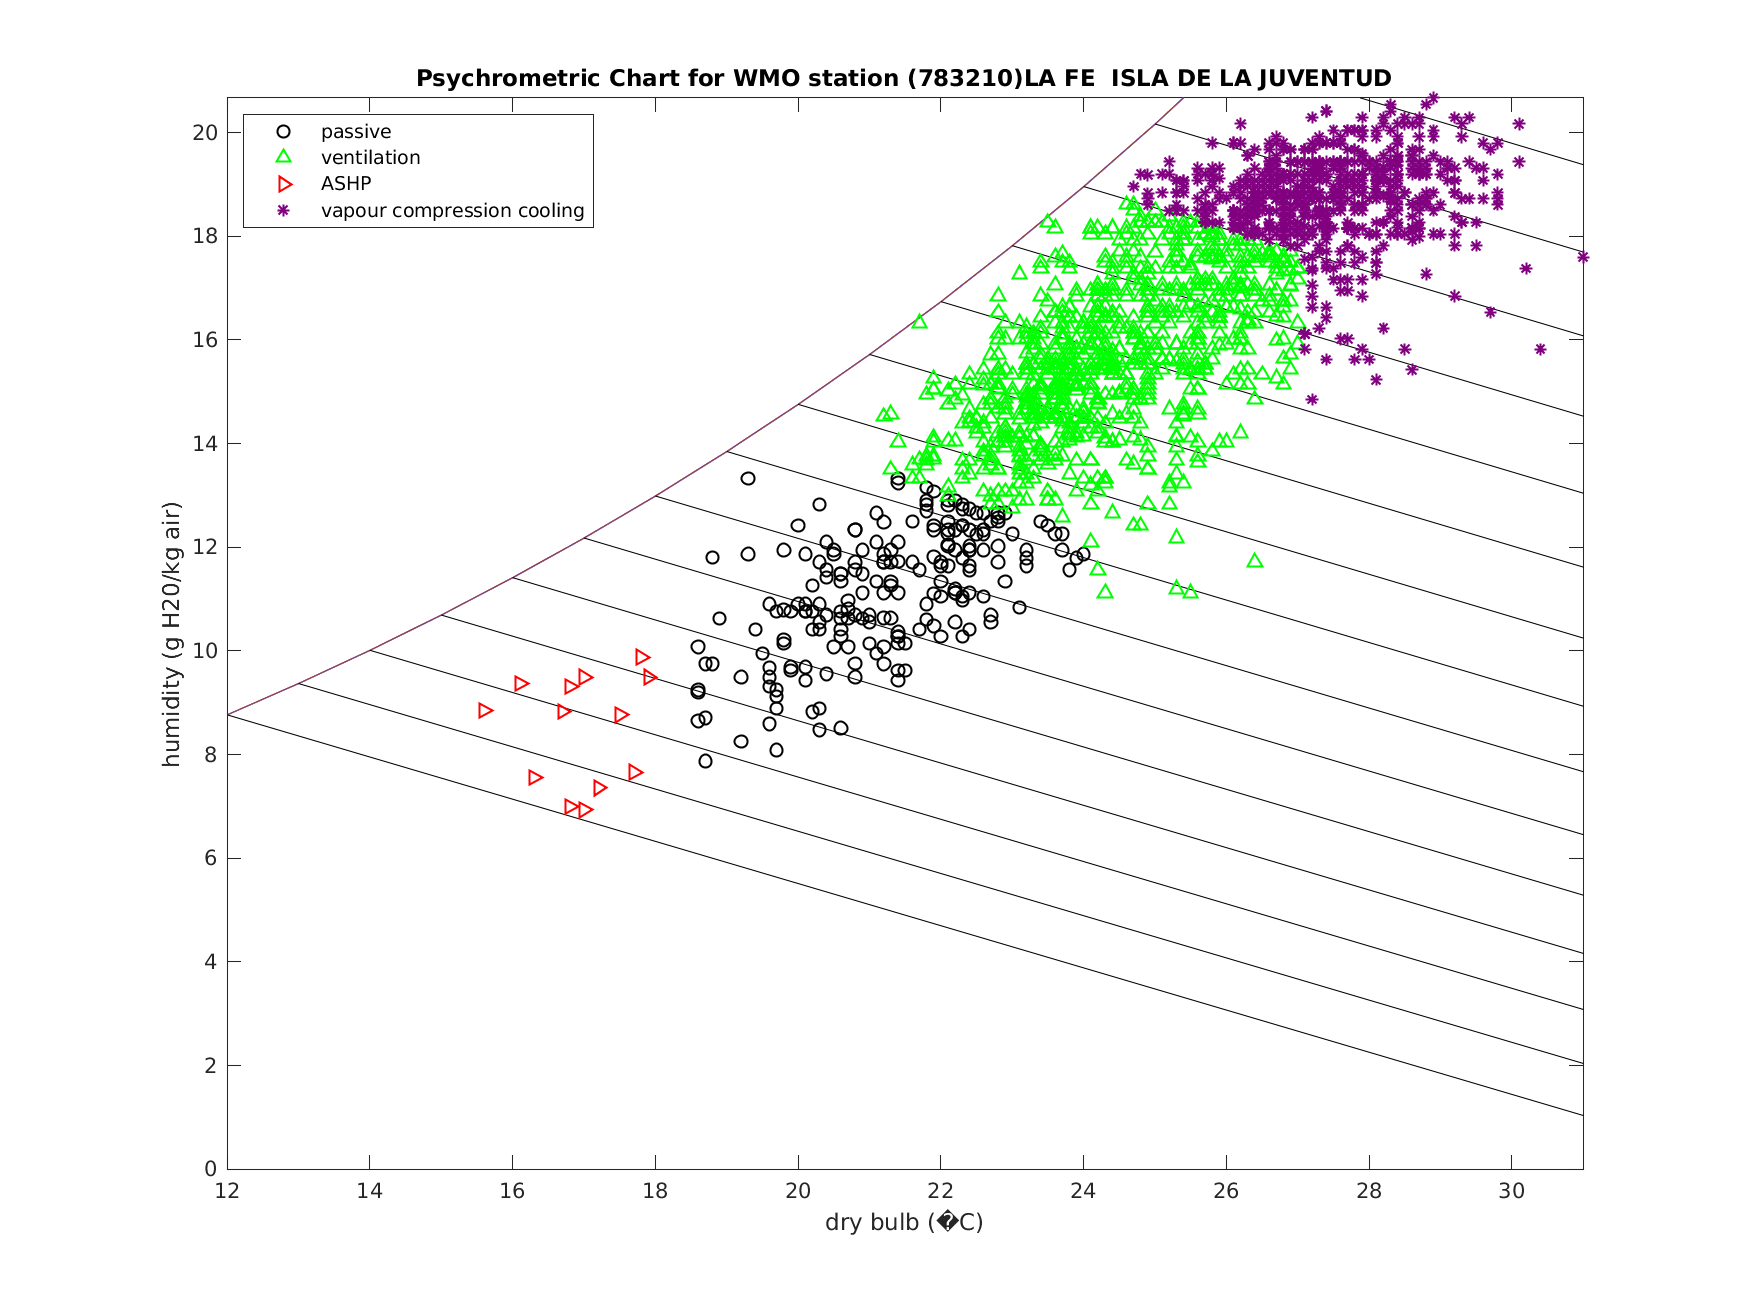 Psychrometric Chart for WMO station (783210)LA FE  ISLA DE LA JUVENTUD
passive
ventilation
ASHP
vapour compression cooling
humidity (g H20/kg air)
20
18
16
14
12
10
8
6
4
2
0
12 14 16 18 20 22 24 26 28 30
dry bulb (�C)